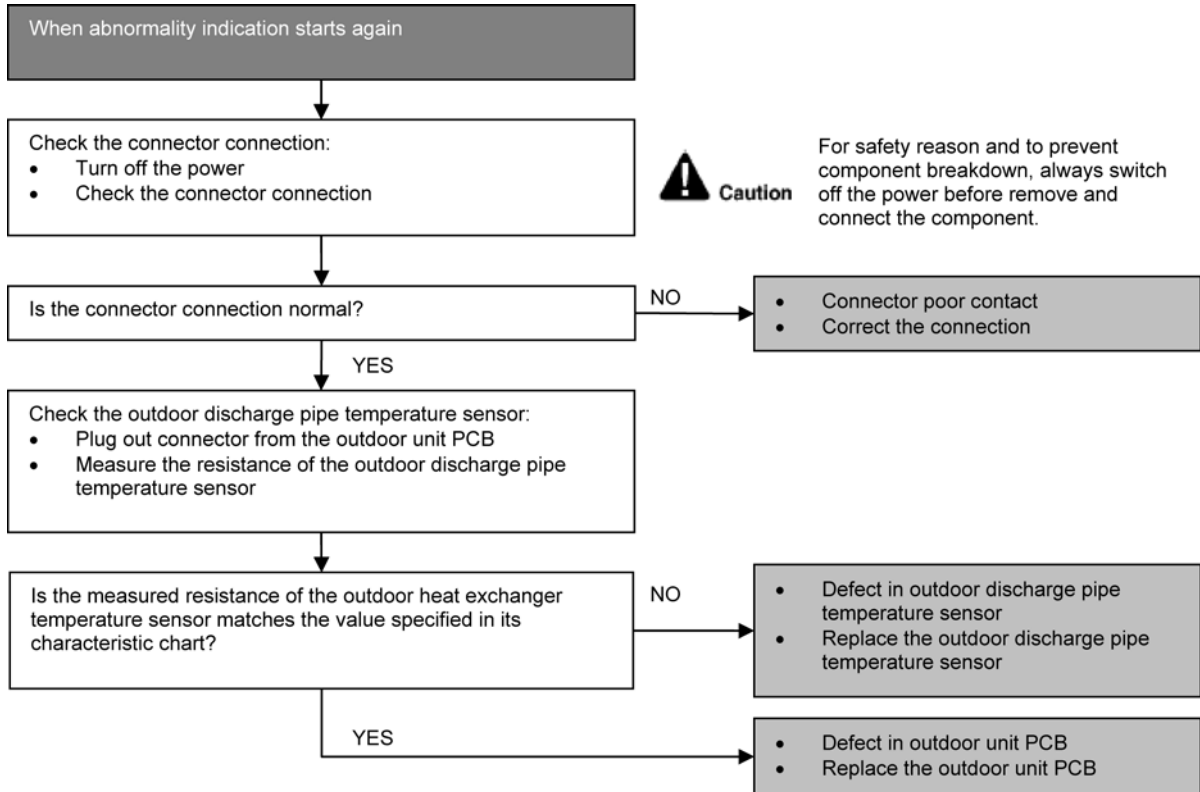 When abnormality indication starts again
Check the connector connection:
• Turn off the power
• Check the connector connection
Caution
For safety reason and to prevent
component breakdown, always switch
off the power before remove and
connect the component.
Is the connector connection normal?
NO
• Connector poor contact
• Correct the connection
YES
Check the outdoor discharge pipe temperature sensor:
• Plug out connector from the outdoor unit PCB
• Measure the resistance of the outdoor discharge pipe
temperature sensor
Is the measured resistance of the outdoor heat exchanger
temperature sensor matches the value specified in its
characteristic chart?
NO
• Defect in outdoor discharge pipe
temperature sensor
• Replace the outdoor discharge pipe
temperature sensor
YES
• Defect in outdoor unit PCB
• Replace the outdoor unit PCB